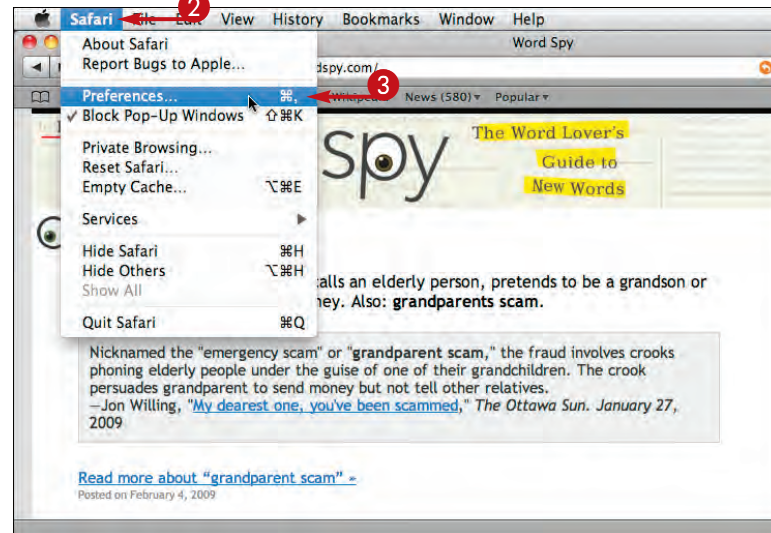 Safari File Edit View History Bookmarks Window Help
2
About Safari
Word Spy
Report Bugs to Apple...
dspy.com/
3
Preferences... ⌘,
News (580) ▾ Popular ▾
✓ Block Pop-Up Windows ⇧⌘K
Private Browsing...
Reset Safari...
Empty Cache... ⌥⌘E
Services ▶
Hide Safari ⌘H
Hide Others ⌥⌘H
Show All
Quit Safari ⌘Q
spy
The Word Lover's
Guide to
New Words
alls an elderly person, pretends to be a grandson or
ney. Also: grandparents scam.
Nicknamed the "emergency scam" or "grandparent scam," the fraud involves crooks
phoning elderly people under the guise of one of their grandchildren. The crook
persuades grandparent to send money but not tell other relatives.
—Jon Willing, "My dearest one, you've been scammed," The Ottawa Sun. January 27,
2009
Read more about “grandparent scam” »
Posted on February 4, 2009